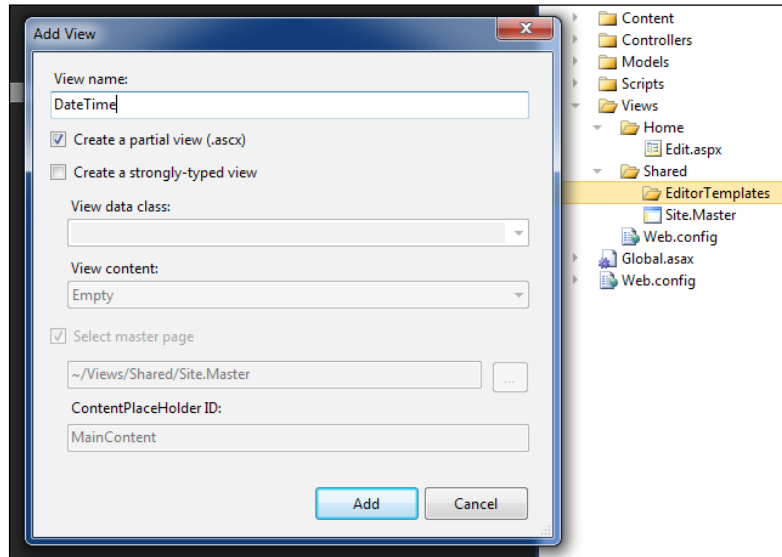 Add View
View name:
DateTime
Create a partial view (.ascx)
Create a strongly-typed view
View data class:
View content:
Empty
Select master page
~/Views/Shared/Site.Master
...
ContentPlaceHolder ID:
MainContent
Add
Cancel
Content
Controllers
Models
Scripts
Views
Home
Edit.aspx
Shared
EditorTemplates
Site.Master
Web.config
Global.asax
Web.config